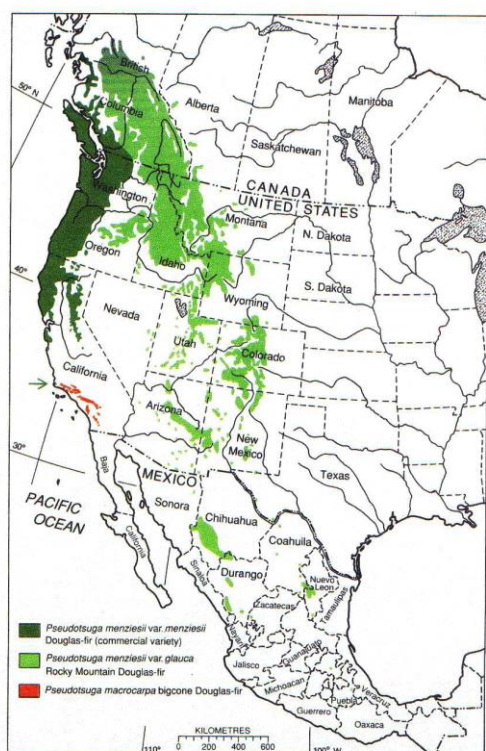 British
Columbia
Alberta
Manitoba
50° N
Saskatchewan
CANADA
UNITED STATES
Washington
Montana
N. Dakota
Oregon
Idaho
S. Dakota
40°
Wyoming
Nevada
Utah
Colorado
California
Arizona
New
Mexico
30°
Texas
MEXICO
PACIFIC
OCEAN
Baja
California
Sonora
Chihuahua
Coahuila
Sinaloa
Durango
Nuevo
Leon
Tamaulipas
Zacatecas
Nayarit
Jalisco
Guanajuato
Michoacan
Veracruz
Puebla
Guerrero
Oaxaca
Pseudotsuga menziesii var. menziesii
Douglas-fir (commercial variety)
Pseudotsuga menziesii var. glauca
Rocky Mountain Douglas-fir
Pseudotsuga macrocarpa bigcone Douglas-fir
KILOMETRES
0 200 400 600
110°
100° W